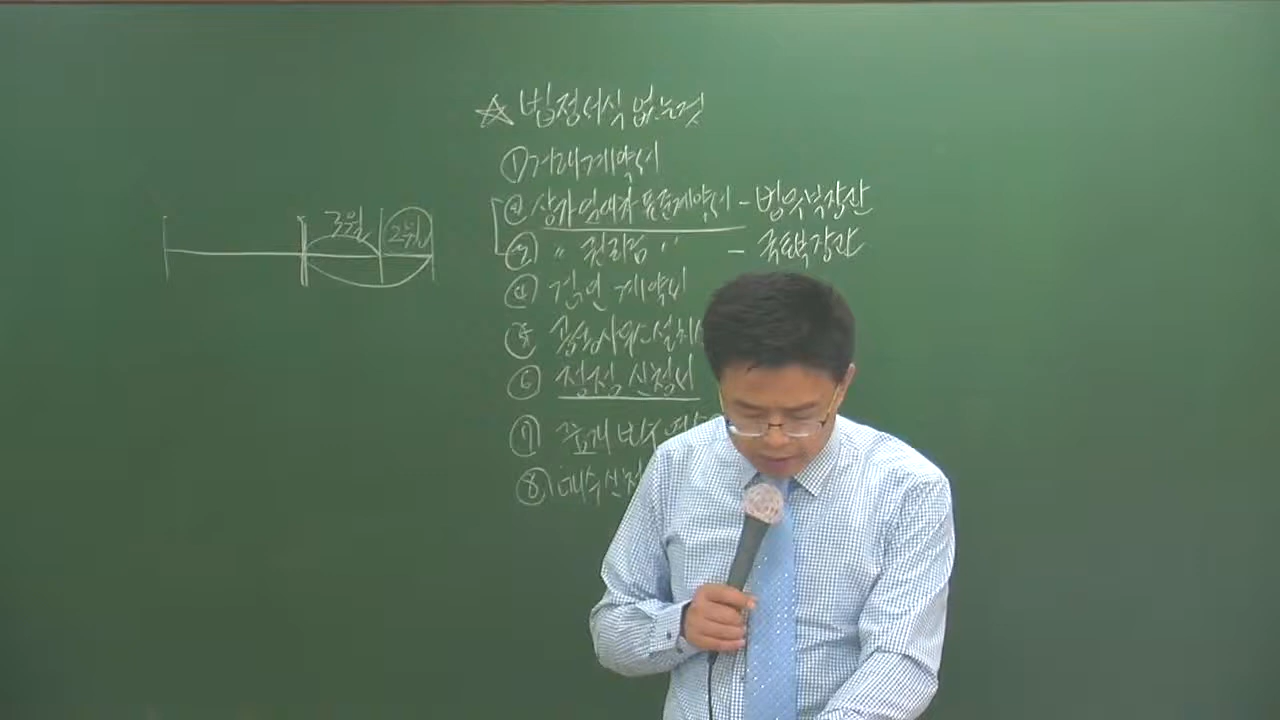 3월
2월
☆ 법정서식 없는것
① 거래계약서
② 상가임대차 표준계약서 - 법무부장관
③ 〃 권리금 〃 - 국토부장관
④ 검인 계약서
⑤ 공동사무소 설치
⑥ 정정 신청서
⑦ 중개보수 영수
⑧ 매수신청